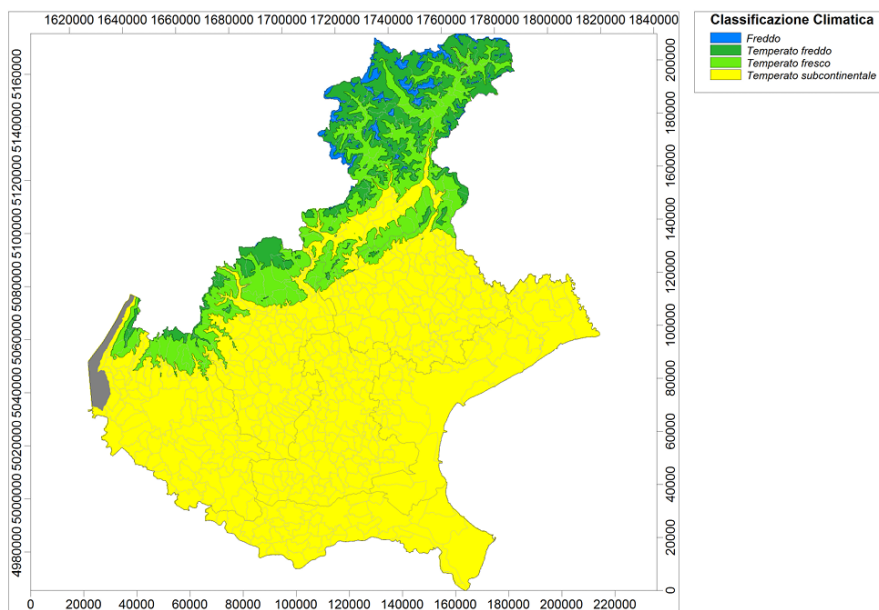 1620000 1640000 1660000 1680000 1700000 1720000 1740000 1760000 1780000 1800000 1820000 1840000
Classificazione Climatica
Freddo
Temperato freddo
Temperato fresco
Temperato subcontinentale
4980000 5000000 5020000 5040000 5060000 5080000 5100000 5120000 5140000 5160000
0 20000 40000 60000 80000 100000 120000 140000 160000 180000 200000
0 20000 40000 60000 80000 100000 120000 140000 160000 180000 200000 220000